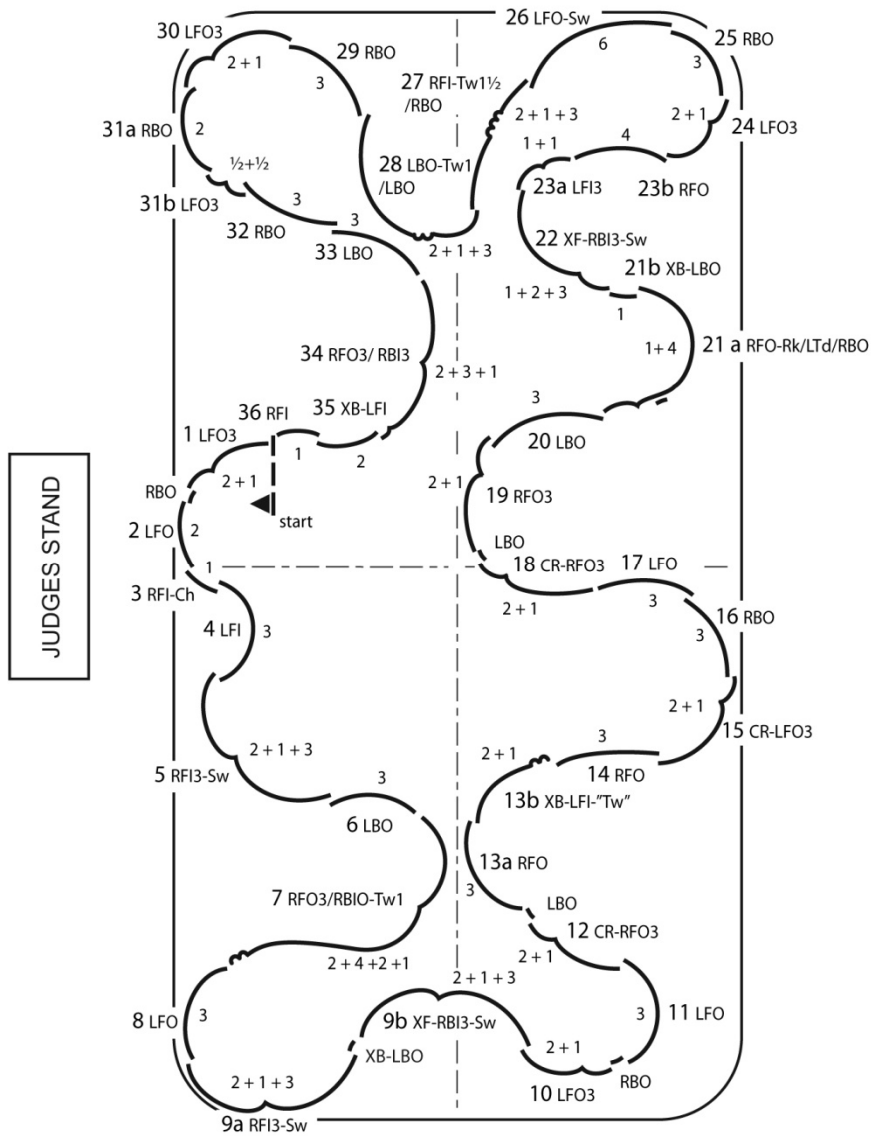 26 LFO-Sw
30 LFO3
6
25 RBO
2 + 1
29 RBO
3
3
27 RFI-Tw1½
/RBO
31a RBO
2
2 + 1 + 3
2 + 1
24 LFO3
1 + 1
4
½+½
28 LBO-Tw1
/LBO
23a LFI3
23b RFO
31b LFO3
3
32 RBO
3
33 LBO
2 + 1 + 3
22 XF-RBI3-Sw
21b XB-LBO
1 + 2 + 3
1
34 RFO3/ RBI3
2 + 3 + 1
1 + 4
21 a RFO-Rk/LTd/RBO
36 RFI
35 XB-LFI
3
20 LBO
1 LFO3
1
2
2 + 1
2 + 1
RBO
start
19 RFO3
2 LFO
2
LBO
JUDGES STAND
1
18 CR-RFO3
17 LFO
3 RFI-Ch
2 + 1
3
16 RBO
4 LFI
3
3
2 + 1
15 CR-LFO3
2 + 1 + 3
2 + 1
3
5 RFI3-Sw
14 RFO
3
13b XB-LFI-"Tw"
6 LBO
13a RFO
3
LBO
7 RFO3/RBIO-Tw1
12 CR-RFO3
2 + 4 +2 +1
2 + 1 + 3
2 + 1
8 LFO
3
9b XF-RBI3-Sw
3
11 LFO
XB-LBO
2 + 1
2 + 1 + 3
10 LFO3
RBO
9a RFI3-Sw